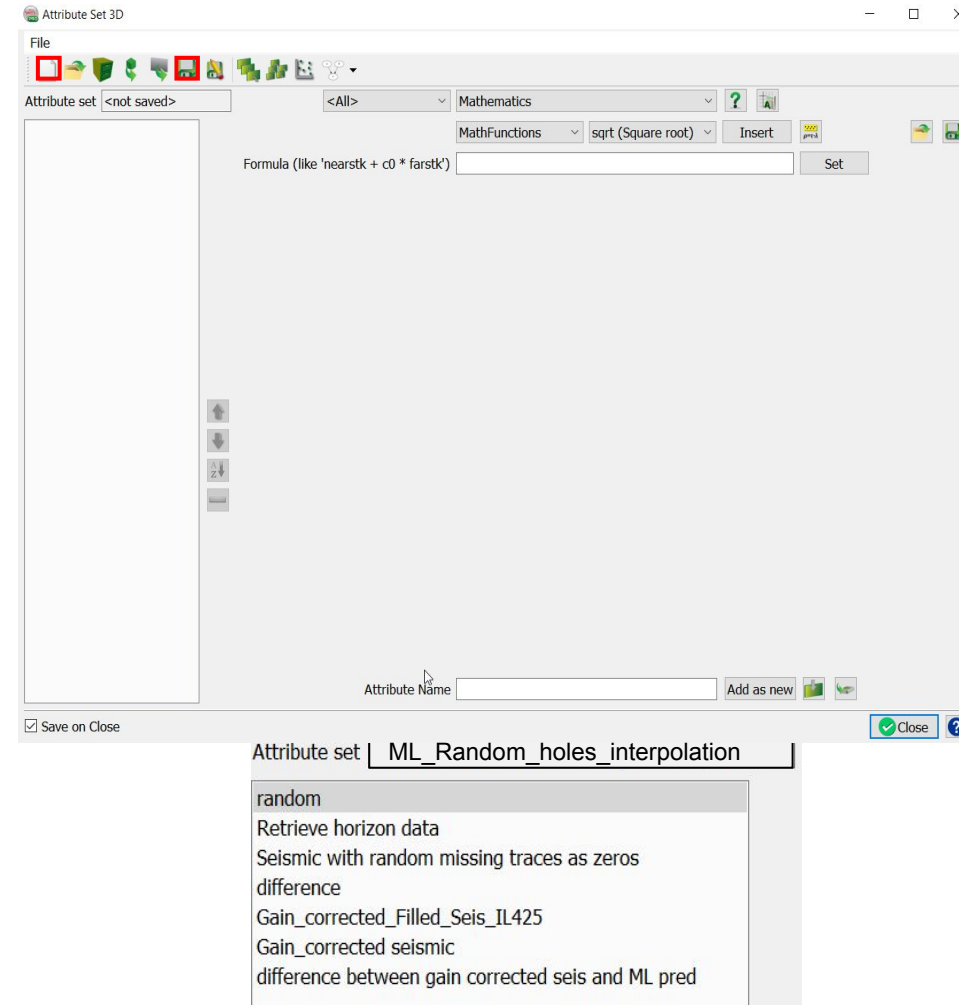 Attribute Set 3D
File
Attribute set <not saved> <All> Mathematics ?
MathFunctions sqrt (Square root) Insert
Formula (like 'nearstk + c0 * farstk') Set
Attribute Name Add as new
Save on Close Close ?
Attribute set ML_Random_holes_interpolation
random
Retrieve horizon data
Seismic with random missing traces as zeros
difference
Gain_corrected_Filled_Seis_IL425
Gain_corrected seismic
difference between gain corrected seis and ML pred